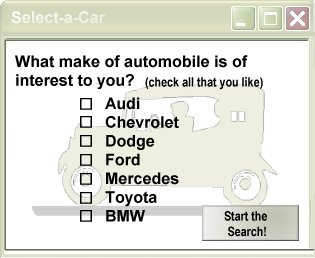 Select-a-Car
What make of automobile is of
interest to you? (check all that you like)
Audi
Chevrolet
Dodge
Ford
Mercedes
Toyota
BMW
Start the
Search!